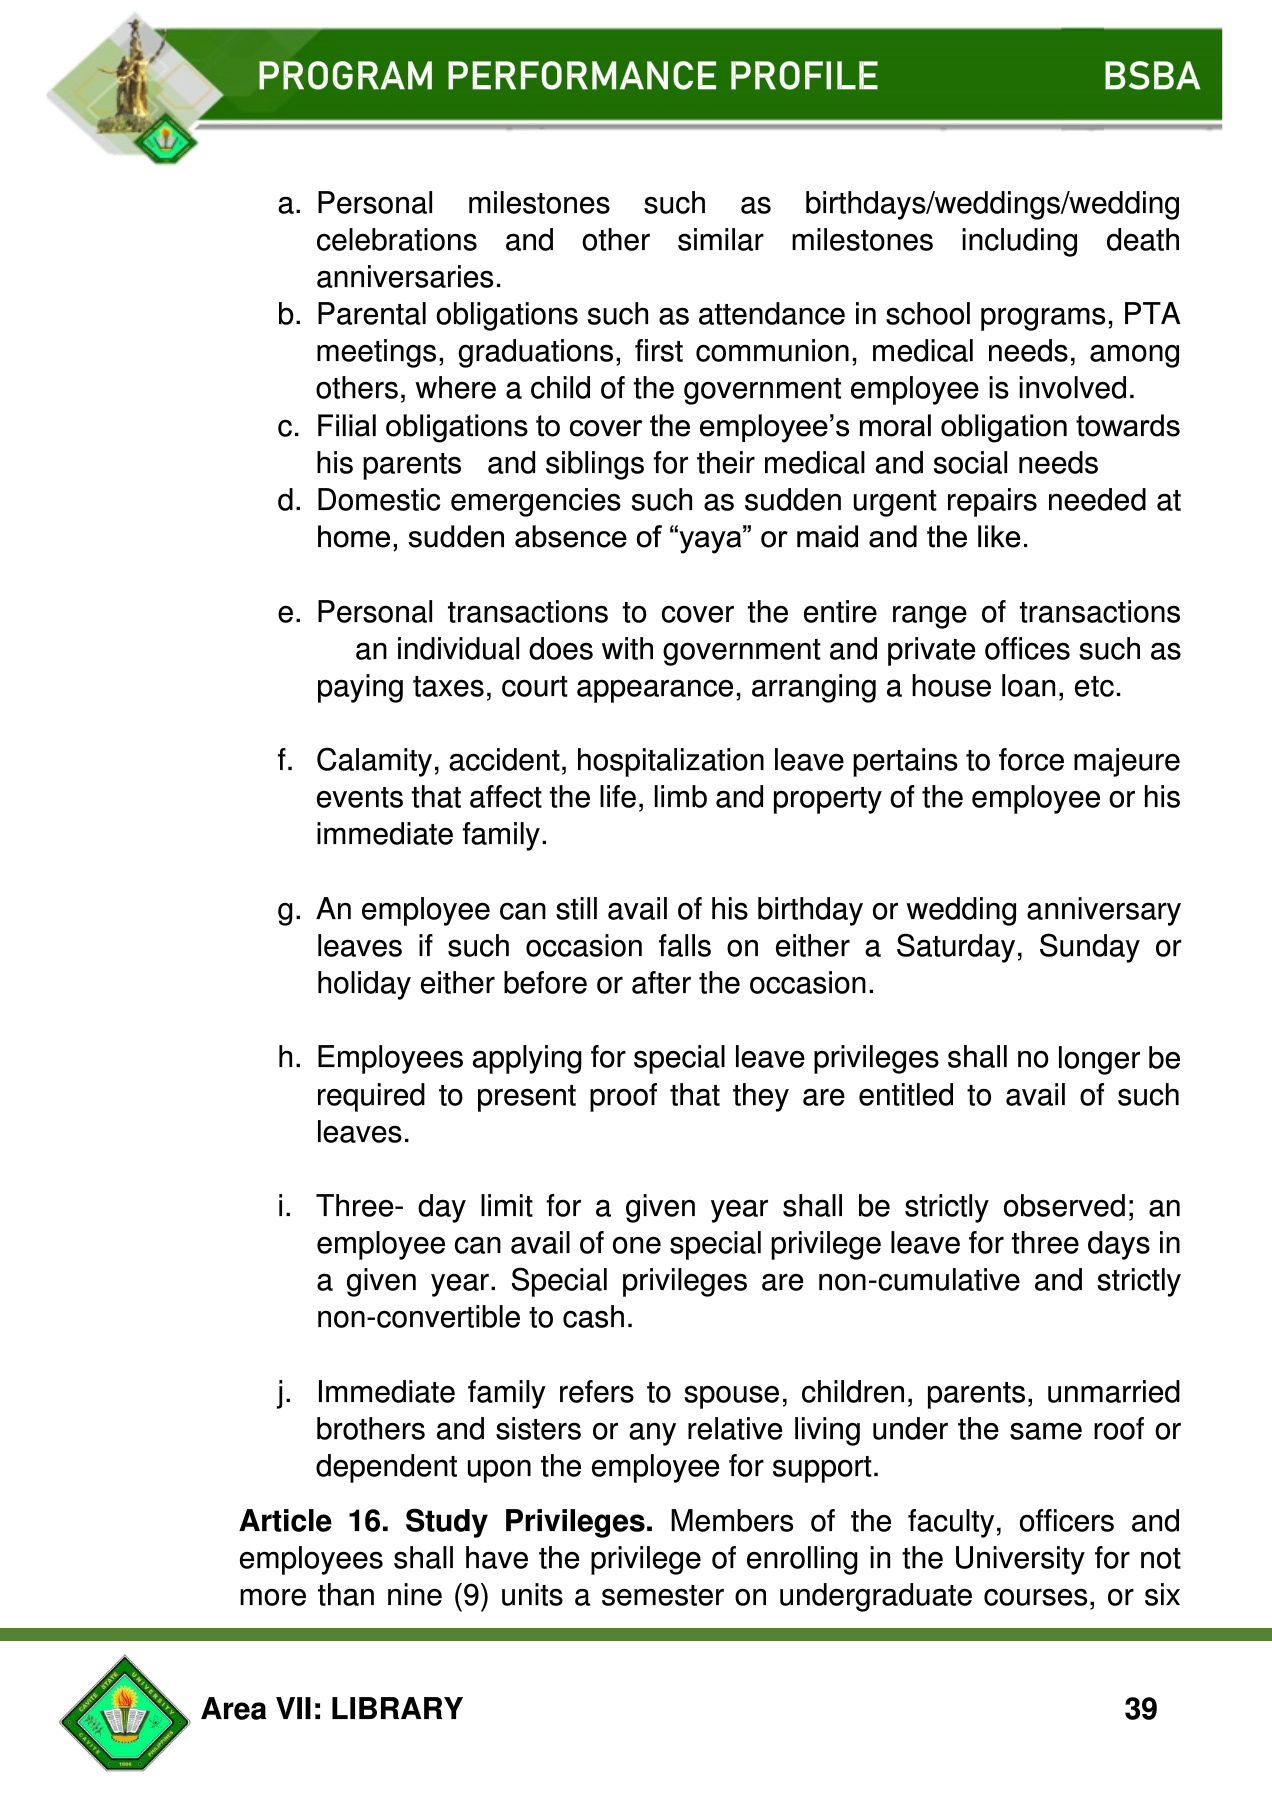 PROGRAM PERFORMANCE PROFILE BSBA
a. Personal milestones such as birthdays/weddings/wedding
celebrations and other similar milestones including death
anniversaries.
b. Parental obligations such as attendance in school programs, PTA
meetings, graduations, first communion, medical needs, among
others, where a child of the government employee is involved.
c. Filial obligations to cover the employee’s moral obligation towards
his parents and siblings for their medical and social needs
d. Domestic emergencies such as sudden urgent repairs needed at
home, sudden absence of “yaya” or maid and the like.
e. Personal transactions to cover the entire range of transactions
an individual does with government and private offices such as
paying taxes, court appearance, arranging a house loan, etc.
f. Calamity, accident, hospitalization leave pertains to force majeure
events that affect the life, limb and property of the employee or his
immediate family.
g. An employee can still avail of his birthday or wedding anniversary
leaves if such occasion falls on either a Saturday, Sunday or
holiday either before or after the occasion.
h. Employees applying for special leave privileges shall no longer be
required to present proof that they are entitled to avail of such
leaves.
i. Three- day limit for a given year shall be strictly observed; an
employee can avail of one special privilege leave for three days in
a given year. Special privileges are non-cumulative and strictly
non-convertible to cash.
j. Immediate family refers to spouse, children, parents, unmarried
brothers and sisters or any relative living under the same roof or
dependent upon the employee for support.
Article 16. Study Privileges. Members of the faculty, officers and
employees shall have the privilege of enrolling in the University for not
more than nine (9) units a semester on undergraduate courses, or six
CAVITE STATE UNIVERSITY
CAVITE PHILIPPINES
1906
Area VII: LIBRARY 39